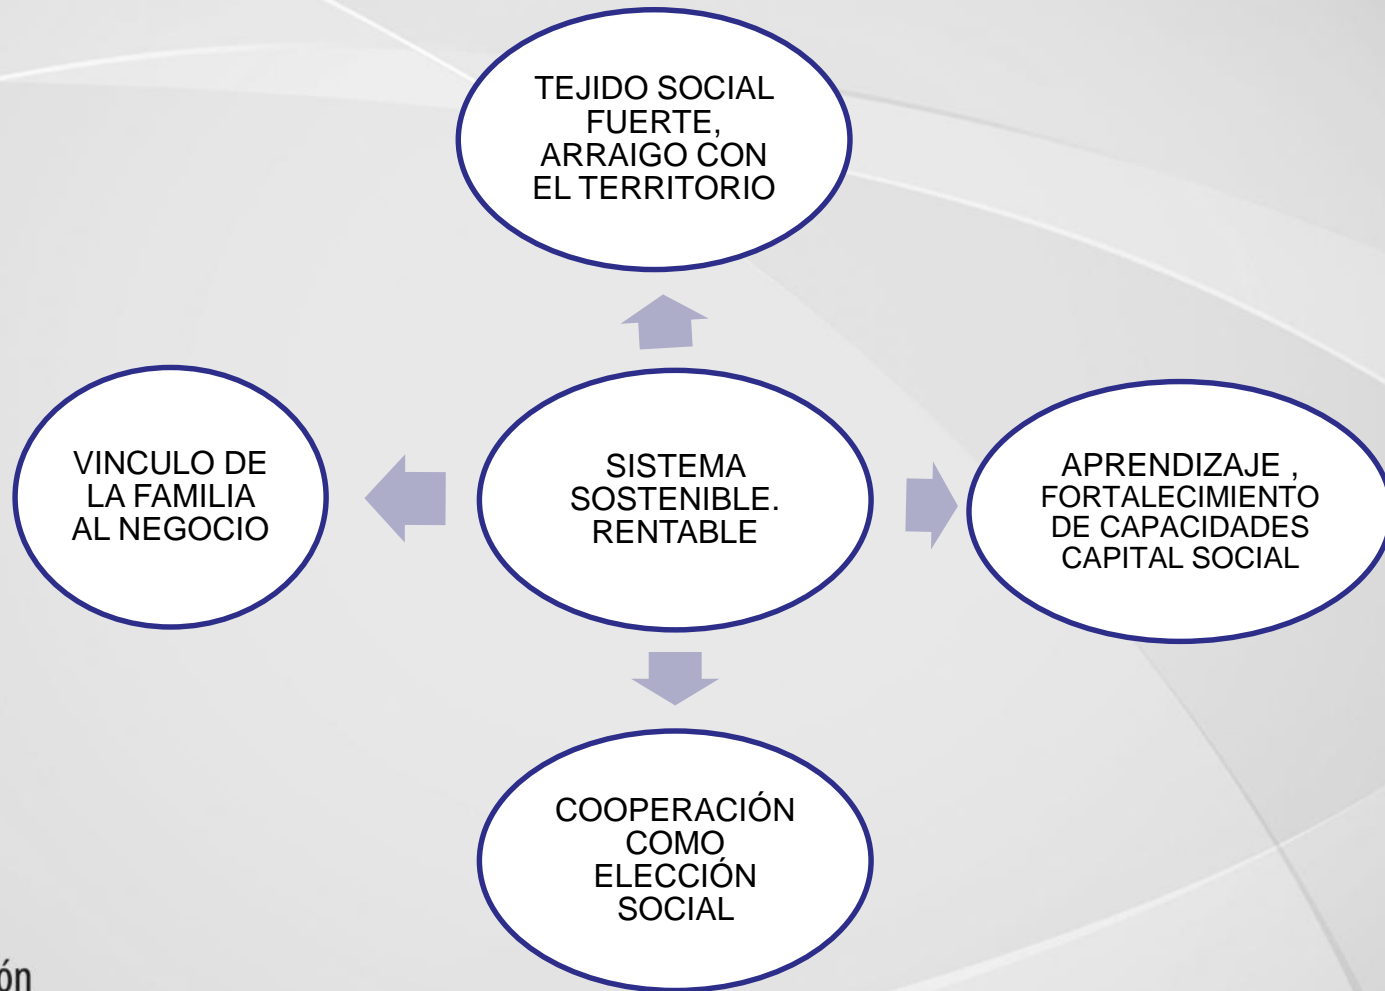 TEJIDO SOCIAL
FUERTE,
ARRAIGO CON
EL TERRITORIO
VINCULO DE
LA FAMILIA
AL NEGOCIO
SISTEMA
SOSTENIBLE.
RENTABLE
APRENDIZAJE ,
FORTALECIMIENTO
DE CAPACIDADES
CAPITAL SOCIAL
COOPERACIÓN
COMO
ELECCIÓN
SOCIAL
ón